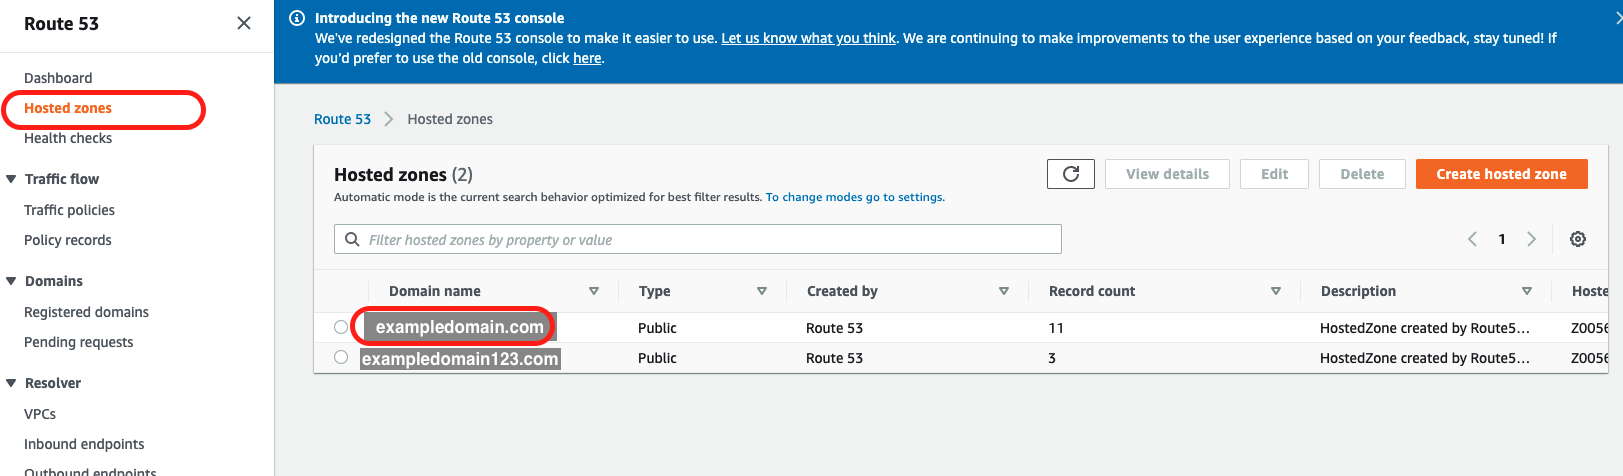 Route 53
Dashboard
Hosted zones
Health checks
Traffic flow
Traffic policies
Policy records
Domains
Registered domains
Pending requests
Resolver
VPCs
Inbound endpoints
Outbound endpoints
Introducing the new Route 53 console
We've redesigned the Route 53 console to make it easier to use. Let us know what you think. We are continuing to make improvements to the user experience based on your feedback, stay tuned! If
you'd prefer to use the old console, click here.
Route 53 Hosted zones
Hosted zones (2) View details Edit Delete Create hosted zone
Automatic mode is the current search behavior optimized for best filter results. To change modes go to settings.
Filter hosted zones by property or value 1
Domain name Type Created by Record count Description Hoste
exampledomain.com Public Route 53 11 HostedZone created by Route5... Z0056
exampledomain123.com Public Route 53 3 HostedZone created by Route5... Z0056